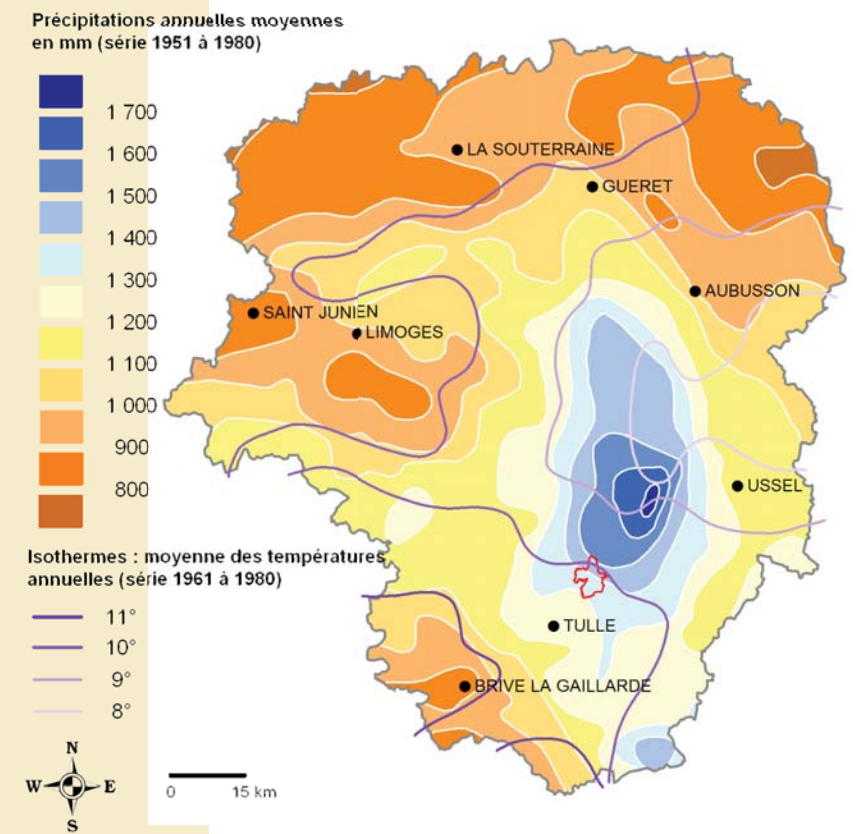 Précipitations annuelles moyennes
en mm (série 1951 à 1980)
1 700
1 600
1 500
1 400
1 300
1 200
1 100
1 000
900
800
Isothermes : moyenne des températures
annuelles (série 1961 à 1980)
11°
10°
9°
8°
N
W
E
S
0
15 km
LA SOUTERRAINE
GUERET
AUBUSSON
SAINT JUNIEN
LIMOGES
USSEL
TULLE
BRIVE LA GAILLARDE